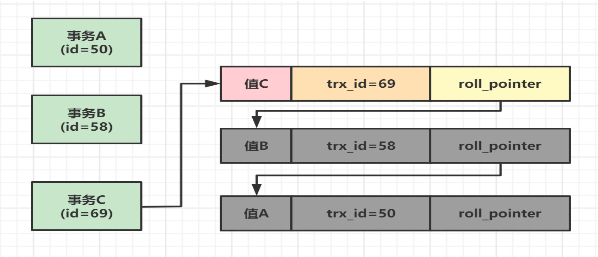 事务A
(id=50)
事务B
(id=58)
事务C
(id=69)
值C trx_id=69 roll_pointer
值B trx_id=58 roll_pointer
值A trx_id=50 roll_pointer